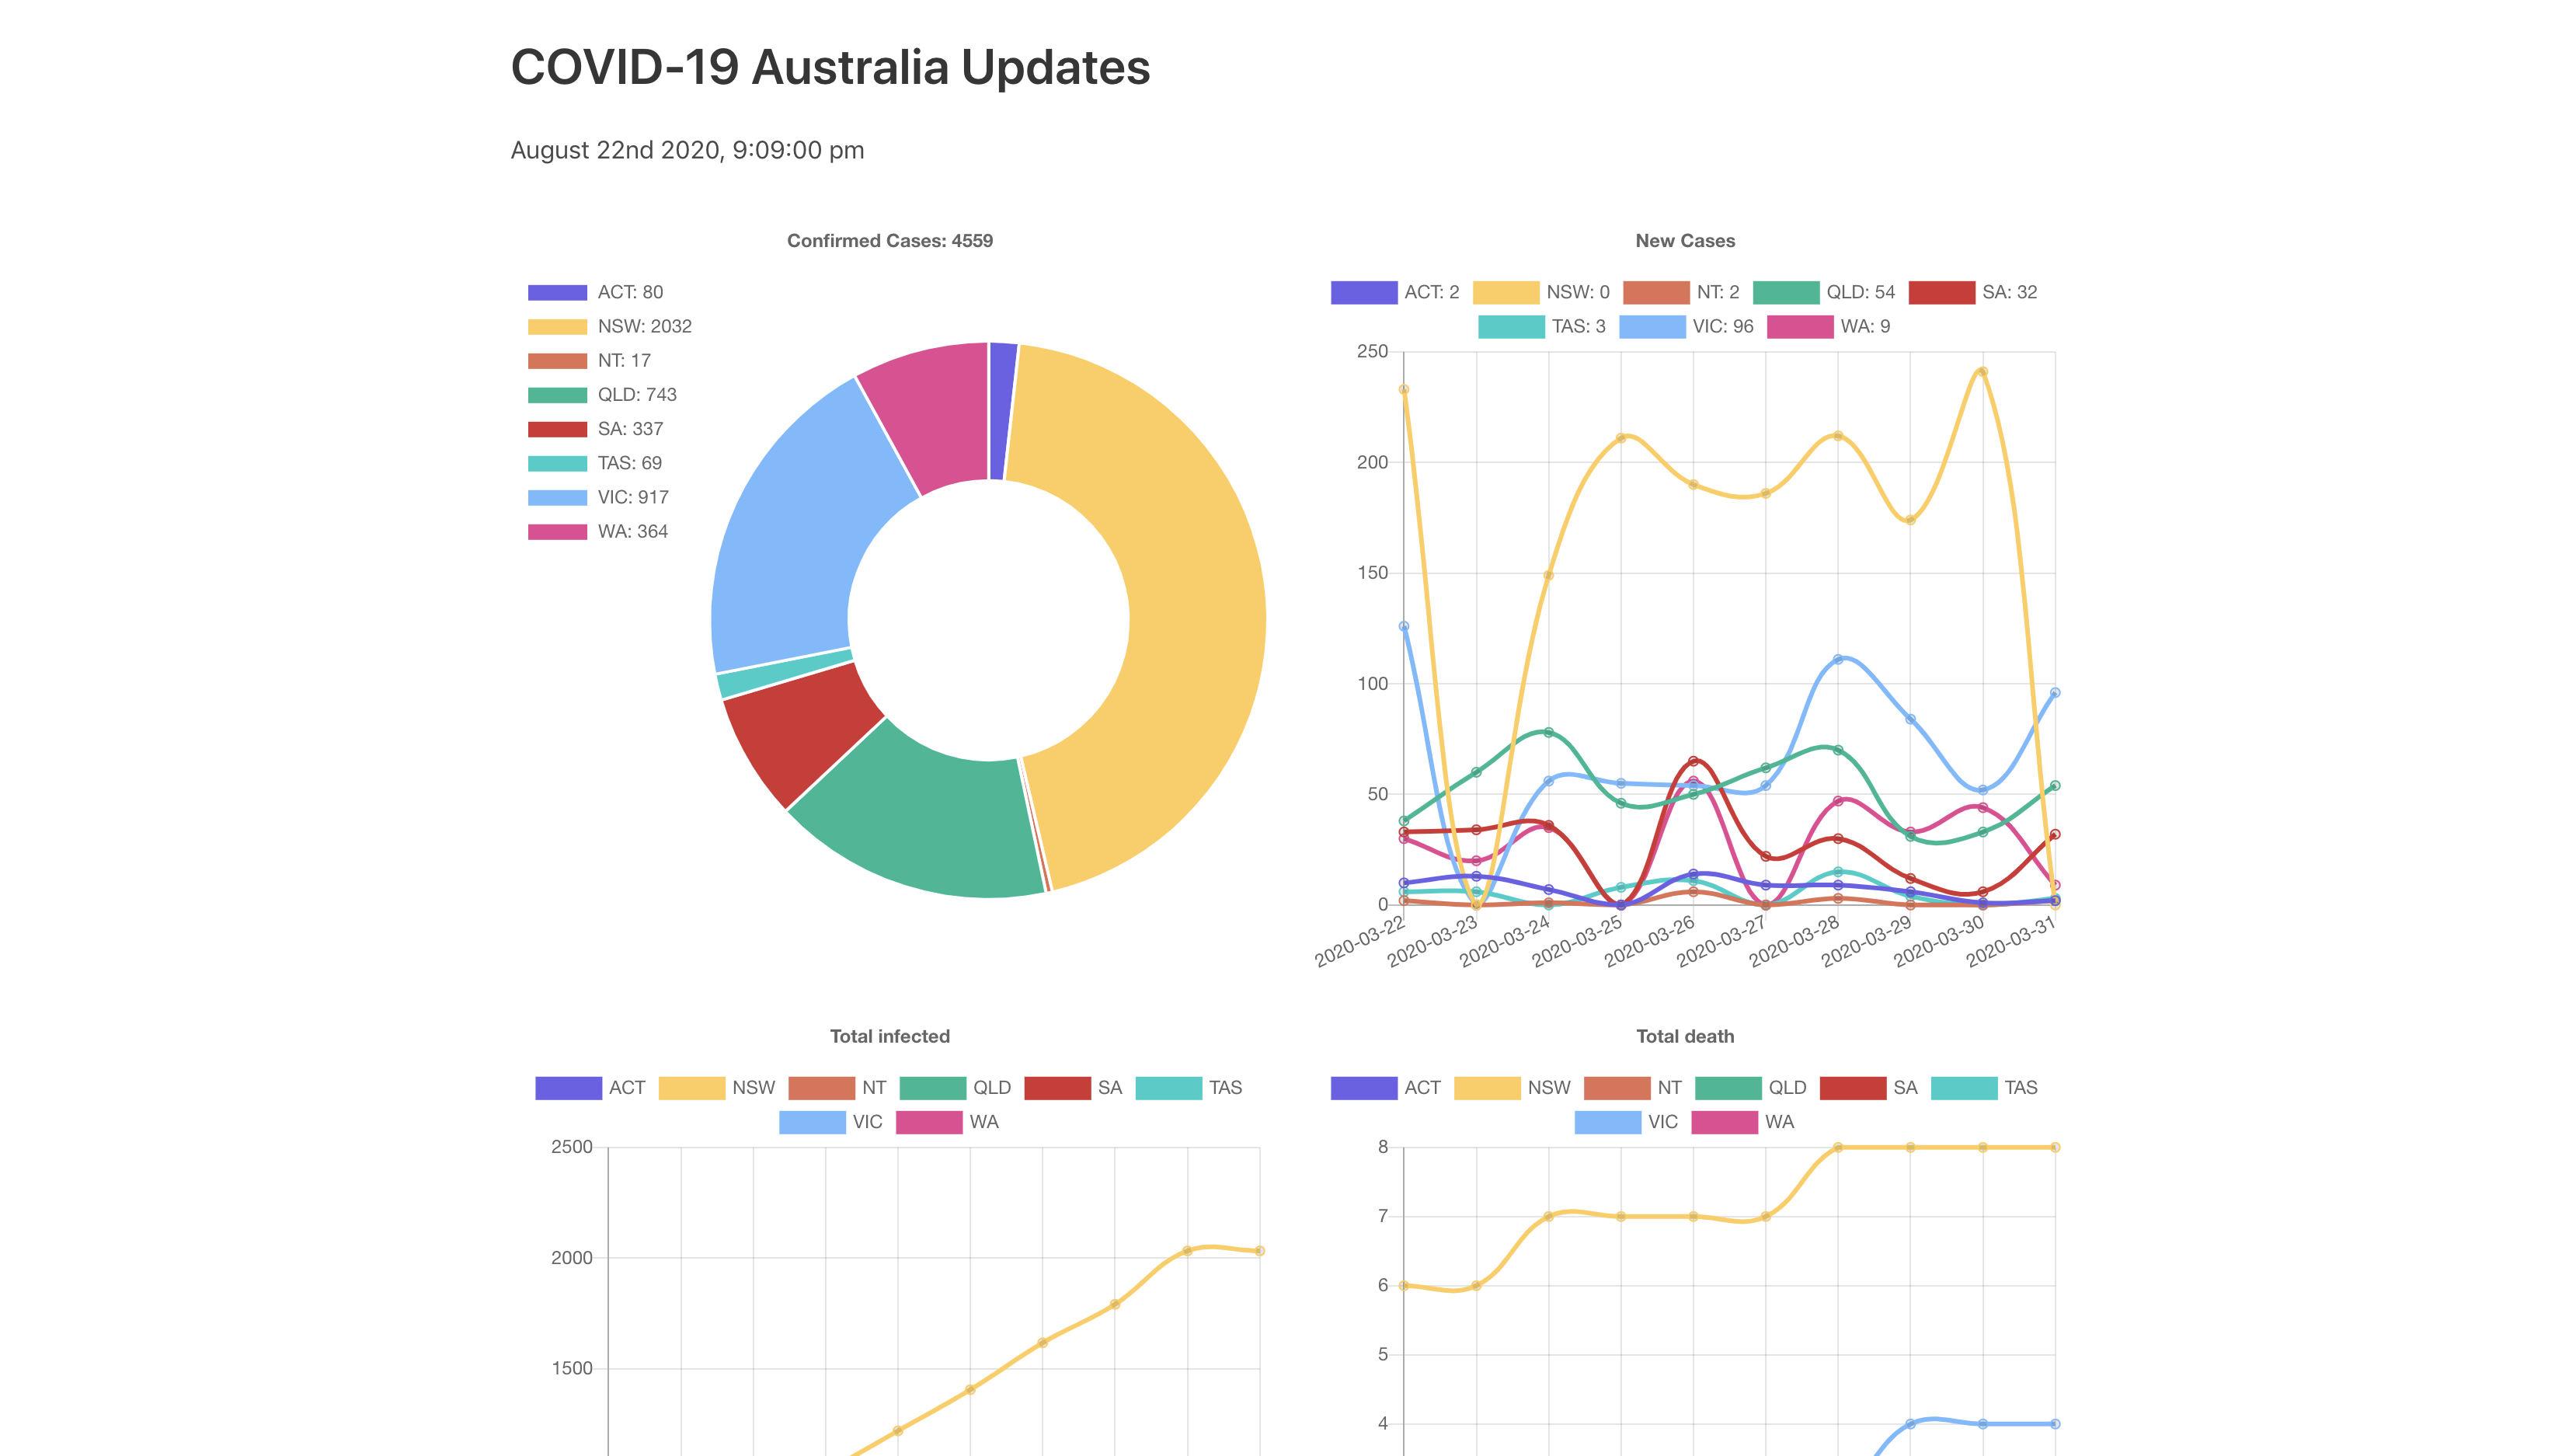 COVID-19 Australia Updates
August 22nd 2020, 9:09:00 pm
Confirmed Cases: 4559
ACT: 80
NSW: 2032
NT: 17
QLD: 743
SA: 337
TAS: 69
VIC: 917
WA: 364
New Cases
ACT: 2 NSW: 0 NT: 2 QLD: 54 SA: 32
TAS: 3 VIC: 96 WA: 9
250
200
150
100
50
0
2020-03-22 2020-03-23 2020-03-24 2020-03-25 2020-03-26 2020-03-27 2020-03-28 2020-03-29 2020-03-30 2020-03-31
Total infected
ACT NSW NT QLD SA TAS
VIC WA
2500
2000
1500
Total death
ACT NSW NT QLD SA TAS
VIC WA
8
7
6
5
4